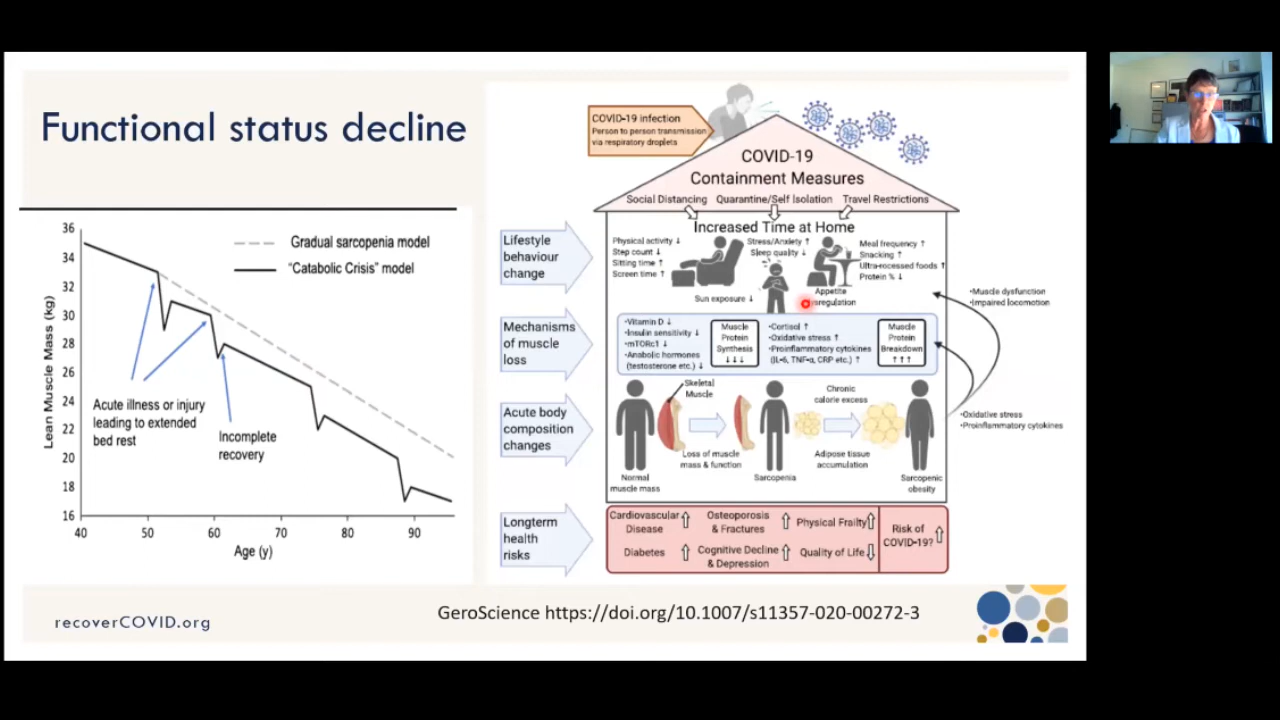 Functional status decline
36
34
32
30
28
26
24
22
20
18
16
40
50
60
70
80
90
Lean Muscle Mass (kg)
Age (y)
Gradual sarcopenia model
“Catabolic Crisis” model
Acute illness or injury
leading to extended
bed rest
Incomplete
recovery
COVID-19 infection
Person to person transmission
via respiratory droplets
COVID-19
Containment Measures
Social Distancing Quarantine/Self Isolation Travel Restrictions
Increased Time at Home
Lifestyle
behaviour
change
Physical activity ↓
Step count ↓
Sitting time ↑
Screen time ↑
Stress/Anxiety ↑
Sleep quality ↓
Meal frequency ↑
Snacking ↑
Ultra-rocessed foods ↑
Protein % ↓
Sun exposure ↓
Appetite
•Muscle dysfunction
•Impaired locomotion
Mechanisms
of muscle
loss
•Vitamin D ↓
•Insulin sensitivity ↓
•mTORc1 ↓
•Anabolic hormones
(testosterone etc.) ↓
Muscle
Protein
Synthesis
↓↓↓
•Cortisol ↑
•Oxidative stress ↑
•Proinflammatory cytokines
(IL-6, TNF-α, CRP etc.) ↑
Muscle
Protein
Breakdown
↑↑↑
Acute body
composition
changes
Skeletal
Muscle
Chronic
calorie excess
•Oxidative stress
•Proinflammatory cytokines
Loss of muscle
mass & function
Adipose tissue
accumulation
Normal
muscle mass
Sarcopenia
Sarcopenic
obesity
Longterm
health
risks
Cardiovascular
Disease
Osteoporosis
& Fractures
Physical Frailty
Diabetes
Cognitive Decline
& Depression
Quality of Life
Risk of
COVID-19?
recoverCOVID.org
GeroScience https://doi.org/10.1007/s11357-020-00272-3